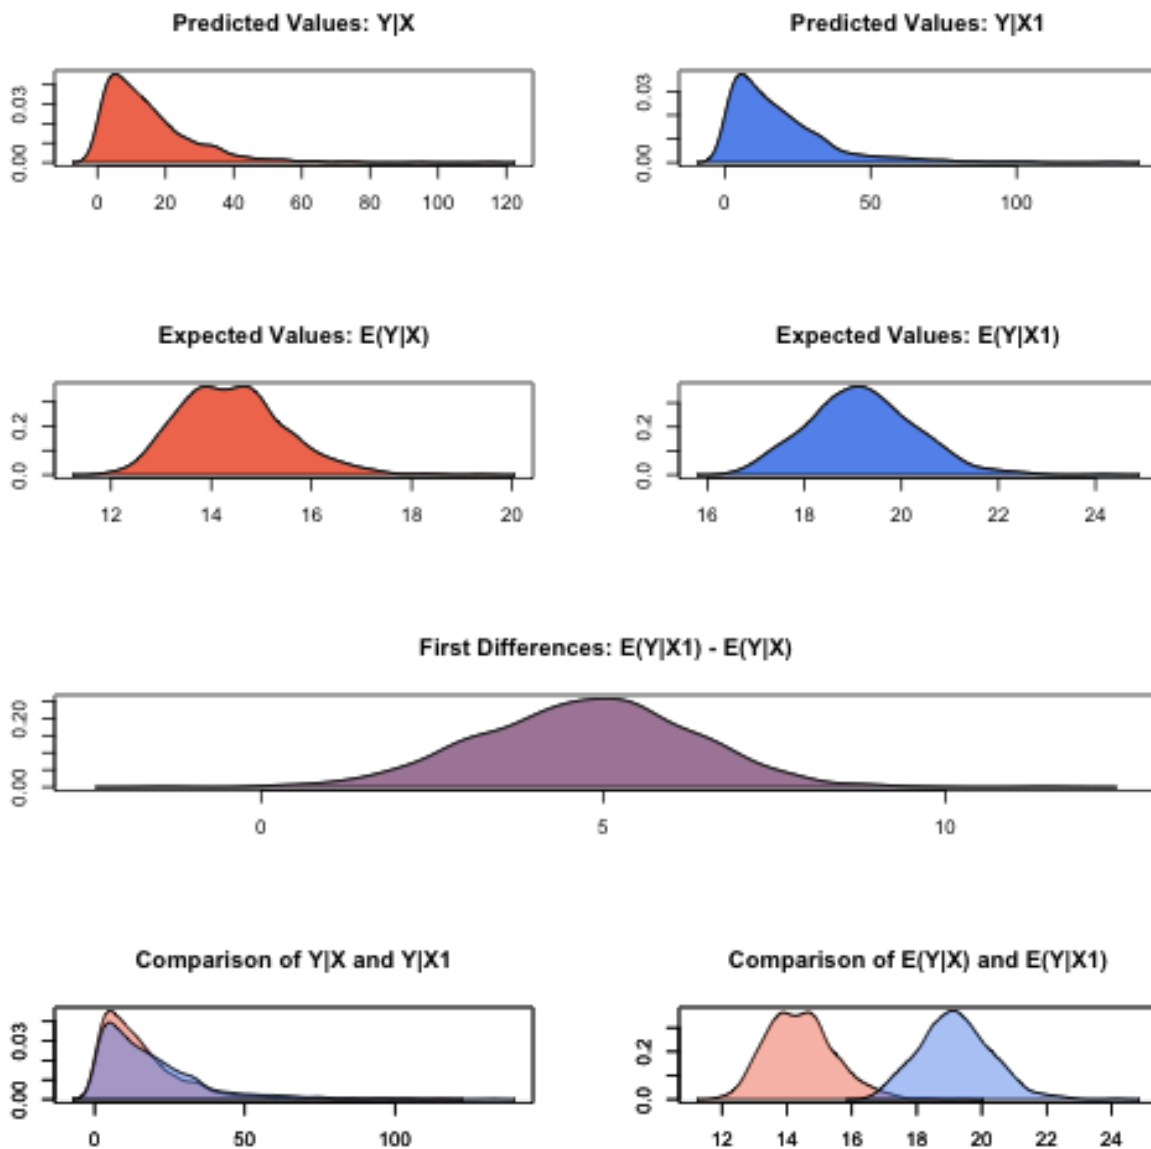 Predicted Values: Y|X
0.00 0.03
0 20 40 60 80 100 120
Predicted Values: Y|X1
0.00 0.03
0 50 100
Expected Values: E(Y|X)
0.0 0.2
12 14 16 18 20
Expected Values: E(Y|X1)
0.0 0.2
16 18 20 22 24
First Differences: E(Y|X1) - E(Y|X)
0.00 0.20
0 5 10
Comparison of Y|X and Y|X1
0.00 0.03
0 50 100
Comparison of E(Y|X) and E(Y|X1)
0.0 0.2
12 14 16 18 20 22 24